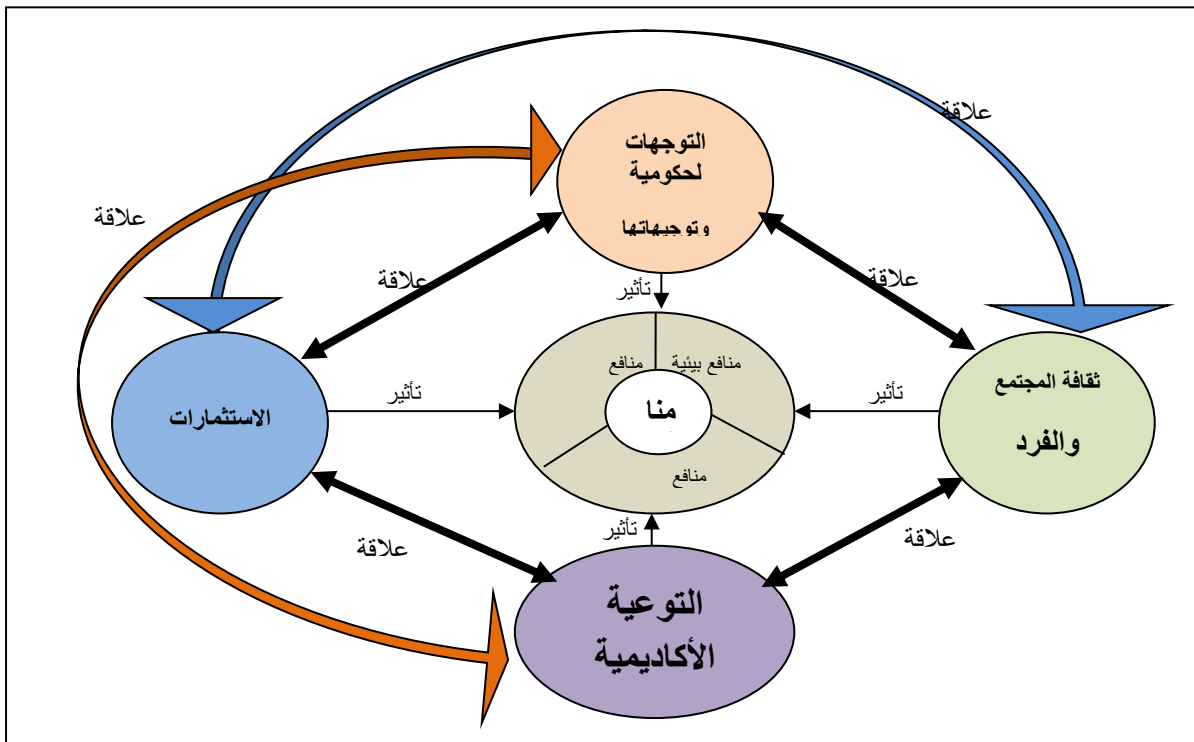 علاقة
التوجهات
لحكومية
وتوجيهاتها
علاقة
علاقة
علاقة
تأثير
منافع بيئية
منافع
ثقافة المجتمع
والفرد
تأثير
تأثير
الاستثمارات
منا
منافع
تأثير
علاقة
علاقة
التوعية
الأكاديمية